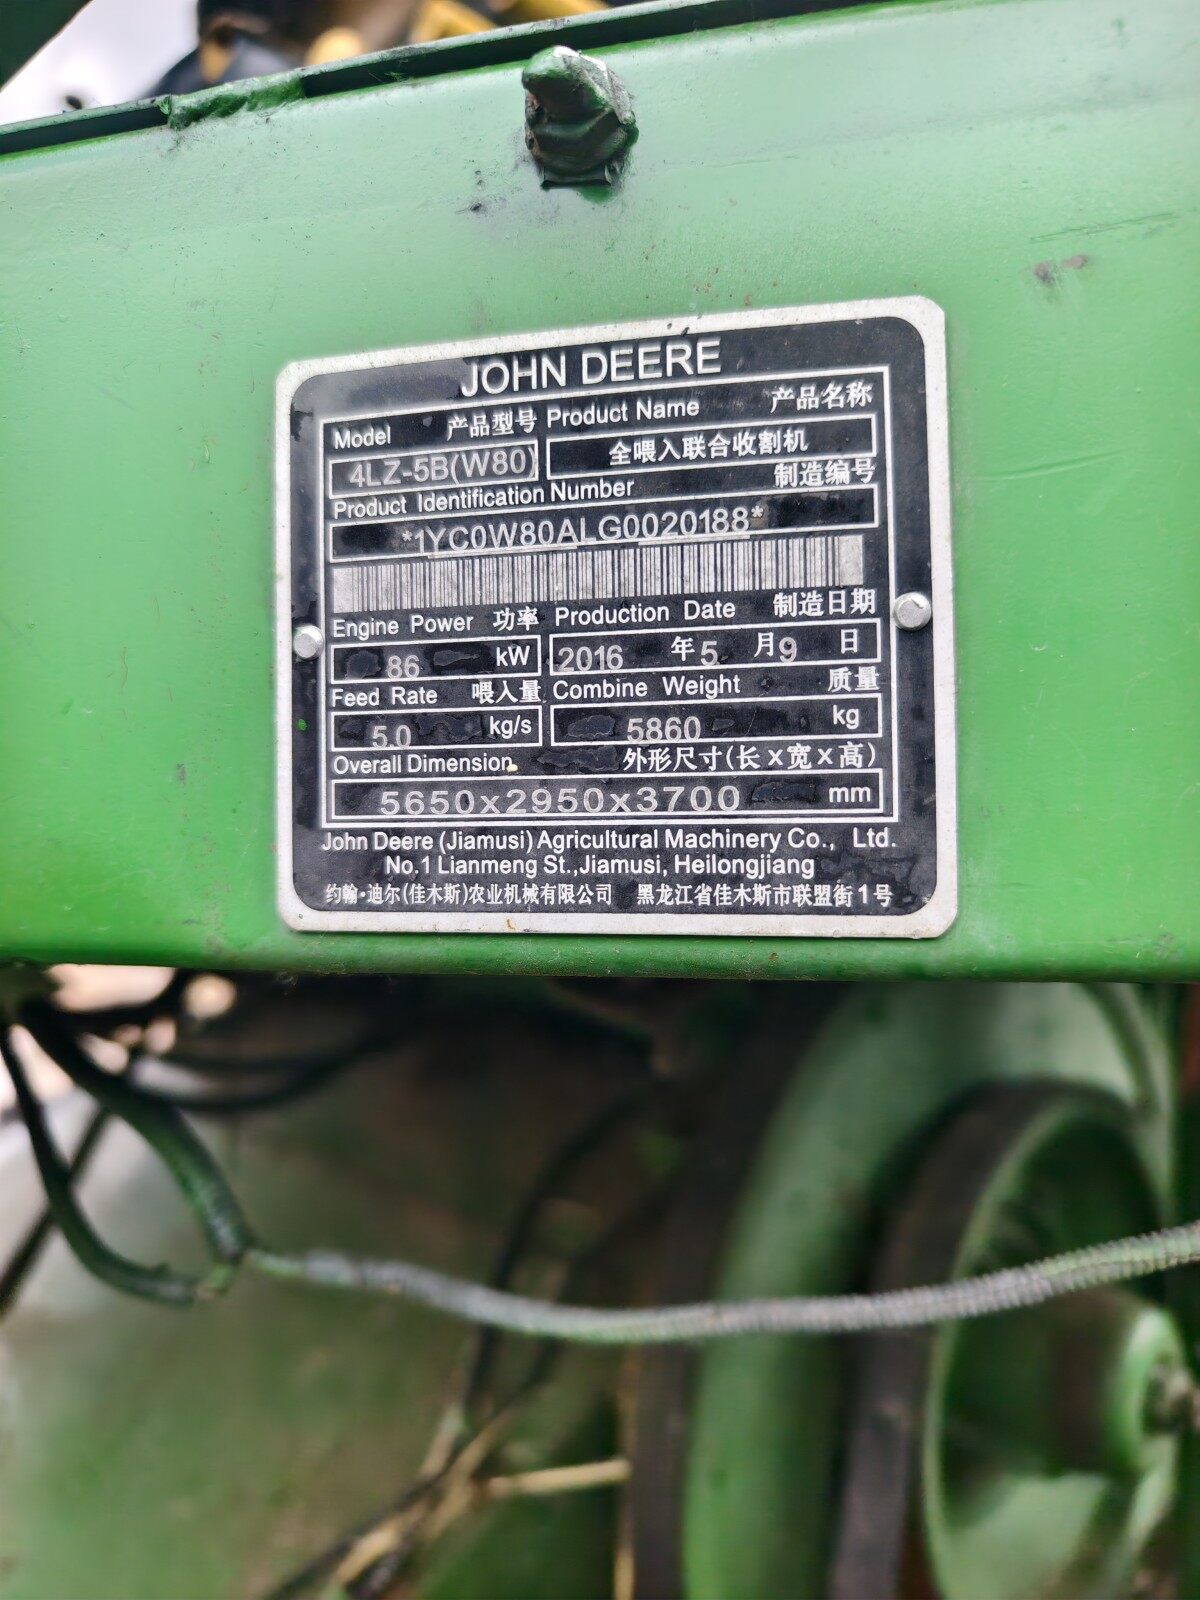 JOHN DEERE
Model 产品型号 Product Name 产品名称
4LZ-5B(W80) 全喂入联合收割机
Product Identification Number 制造编号
*1YC0W80ALG0020188*
Engine Power 功率 Production Date 制造日期
86 kW 2016 年 5 月 9 日
Feed Rate 喂入量 Combine Weight 质量
5.0 kg/s 5860 kg
Overall Dimension 外形尺寸(长×宽×高)
5650x2950x3700 mm
John Deere (Jiamusi) Agricultural Machinery Co., Ltd.
No.1 Lianmeng St.,Jiamusi, Heilongjiang
约翰·迪尔(佳木斯)农业机械有限公司 黑龙江省佳木斯市联盟街1号